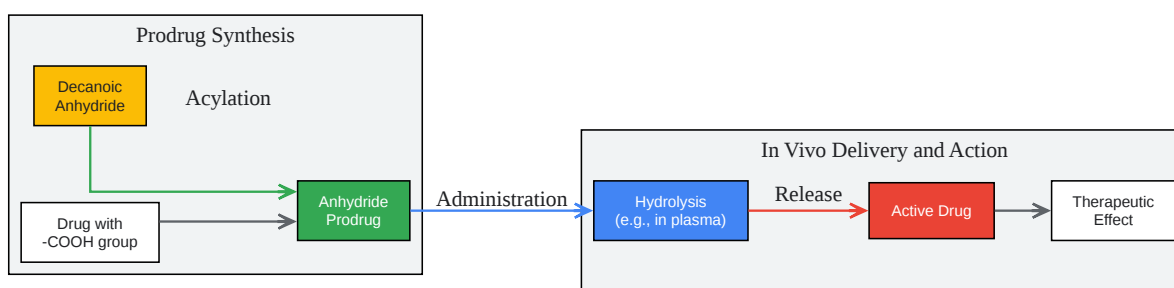 Prodrug Synthesis
Decanoic
Anhydride
Acylation
Drug with
-COOH group
Anhydride
Prodrug
Administration
In Vivo Delivery and Action
Hydrolysis
(e.g., in plasma)
Release
Active Drug
Therapeutic
Effect